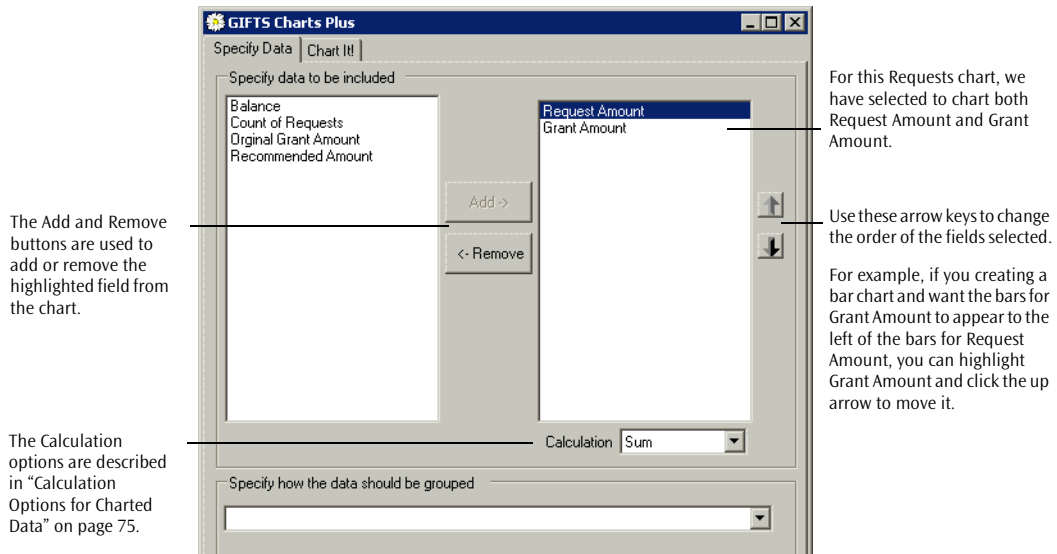 GIFTS Charts Plus
Specify Data
Chart It!
Specify data to be included
Balance
Count of Requests
Orginal Grant Amount
Recommended Amount
Add ->
<- Remove
Request Amount
Grant Amount
Calculation
Sum
Specify how the data should be grouped
The Add and Remove
buttons are used to
add or remove the
highlighted field from
the chart.
The Calculation
options are described
in “Calculation
Options for Charted
Data” on page 75.
For this Requests chart, we
have selected to chart both
Request Amount and Grant
Amount.
Use these arrow keys to change
the order of the fields selected.
For example, if you creating a
bar chart and want the bars for
Grant Amount to appear to the
left of the bars for Request
Amount, you can highlight
Grant Amount and click the up
arrow to move it.